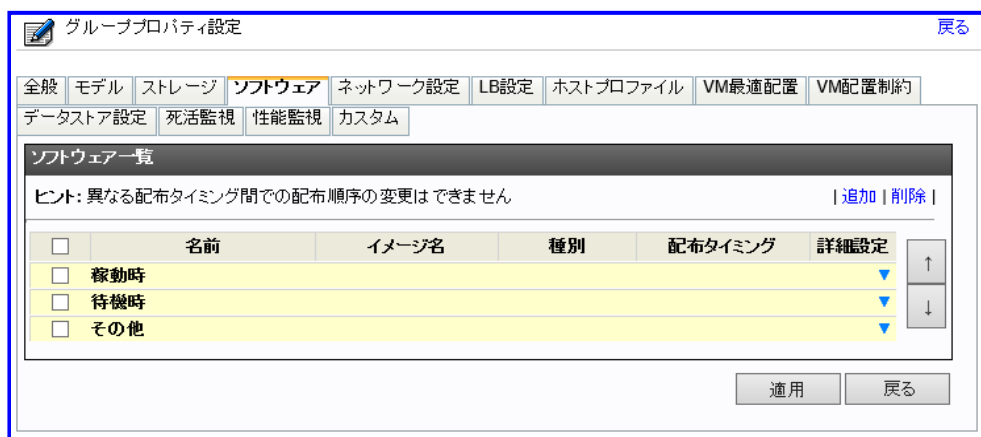 グループプロパティ設定 戻る
全般 モデル ストレージ ソフトウェア ネットワーク設定 LB設定 ホストプロファイル VM最適配置 VM配置制約
データストア設定 死活監視 性能監視 カスタム
ソフトウェア一覧
ヒント: 異なる配布タイミング間での配布順序の変更はできません | 追加 | 削除 |
名前 イメージ名 種別 配布タイミング 詳細設定 ↑
稼動時 ▼
待機時 ▼ ↓
その他 ▼
適用 戻る